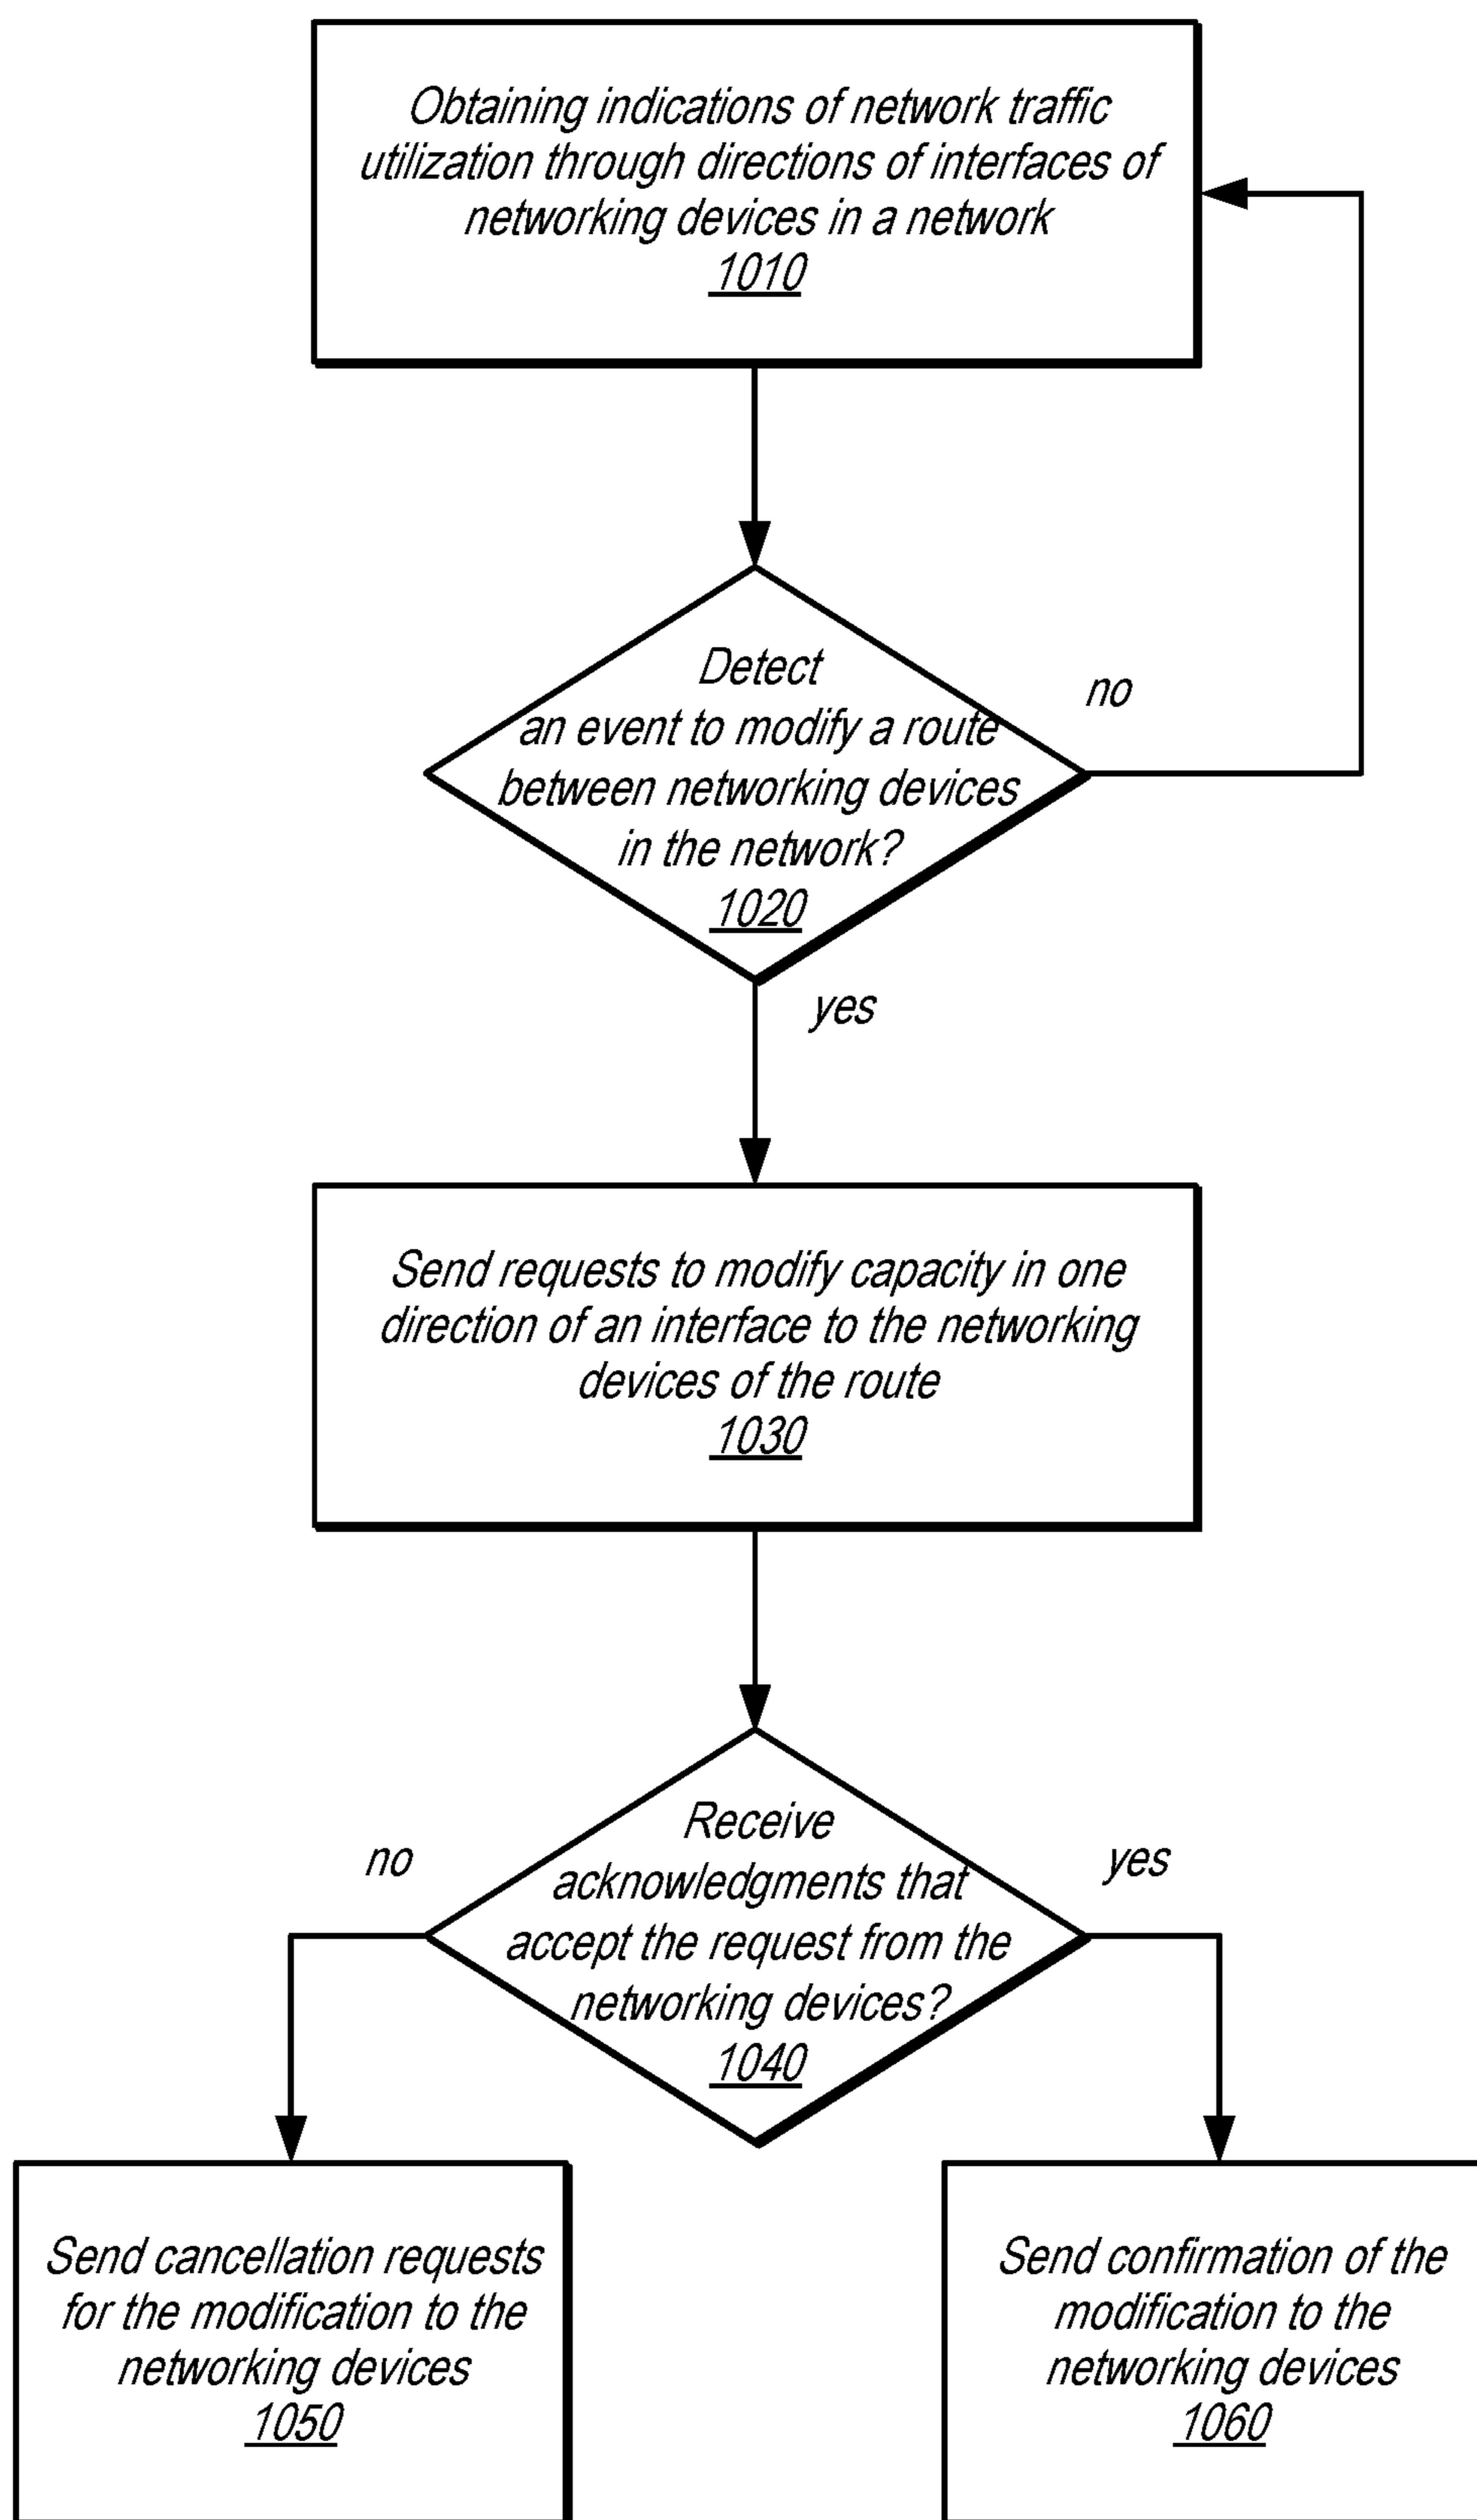 Obtaining indications of network traffic
utilization through directions of interfaces of
networking devices in a network
1010
Detect
an event to modify a route
between networking devices
in the network?
1020
no
yes
Send requests to modify capacity in one
direction of an interface to the networking
devices of the route
1030
Receive
acknowledgments that
accept the request from the
networking devices?
1040
no
yes
Send cancellation requests
for the modification to the
networking devices
1050
Send confirmation of the
modification to the
networking devices
1060